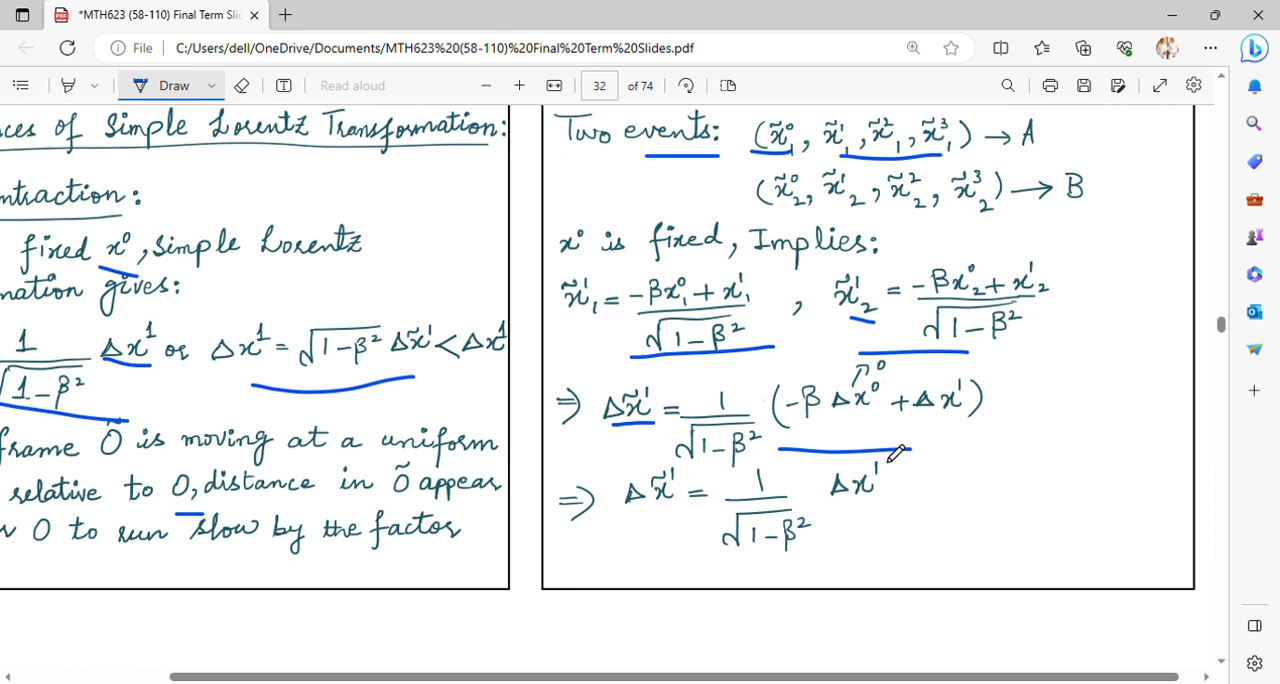 *MTH623 (58-110) Final Term Slid
File C:/Users/dell/OneDrive/Documents/MTH623%20(58-110)%20Final%20Term%20Slides.pdf
Draw Read aloud 32 of 74
ces of Simple Lorentz Transformation:
ntraction:
fixed x⁰, Simple Lorentz
mation gives:
1/√(1-β²) Δx¹ or Δx¹ = √(1-β²) Δx̃¹ < Δx¹
frame Õ is moving at a uniform
relative to O, distance in Õ appear
O to run slow by the factor
Two events: (x̃⁰₁, x̃¹₁, x̃²₁, x̃³₁) → A
(x̃⁰₂, x̃¹₂, x̃²₂, x̃³₂) → B
x⁰ is fixed, Implies:
x̃¹₁ = (-βx⁰₁ + x¹₁)/√(1-β²) , x̃¹₂ = (-βx⁰₂ + x¹₂)/√(1-β²)
0
⇒ Δx̃¹ = 1/√(1-β²) (-βΔx⁰ + Δx¹)
⇒ Δx̃¹ = 1/√(1-β²) Δx¹